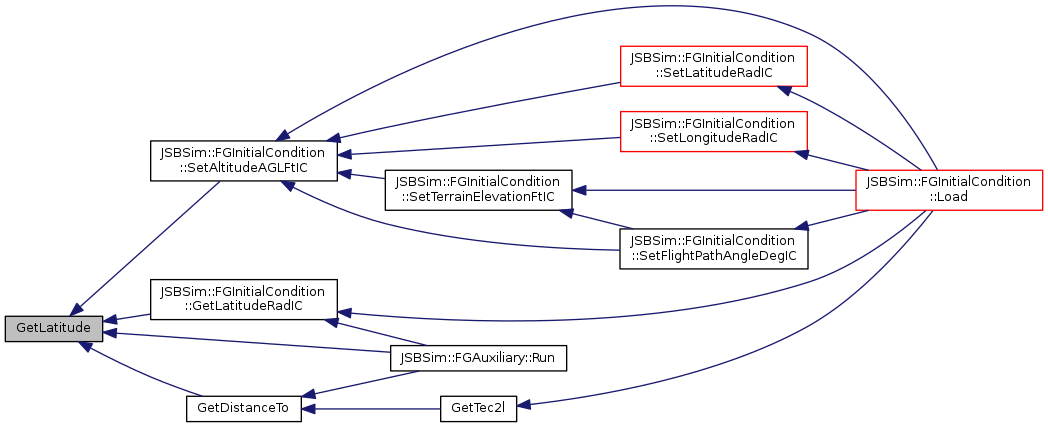 JSBSim::FGInitialCondition
::SetLatitudeRadIC
JSBSim::FGInitialCondition
::SetLongitudeRadIC
JSBSim::FGInitialCondition
::SetAltitudeAGLFtIC
JSBSim::FGInitialCondition
::SetTerrainElevationFtIC
JSBSim::FGInitialCondition
::Load
JSBSim::FGInitialCondition
::SetFlightPathAngleDegIC
JSBSim::FGInitialCondition
::GetLatitudeRadIC
GetLatitude
JSBSim::FGAuxiliary::Run
GetDistanceTo
GetTec2l